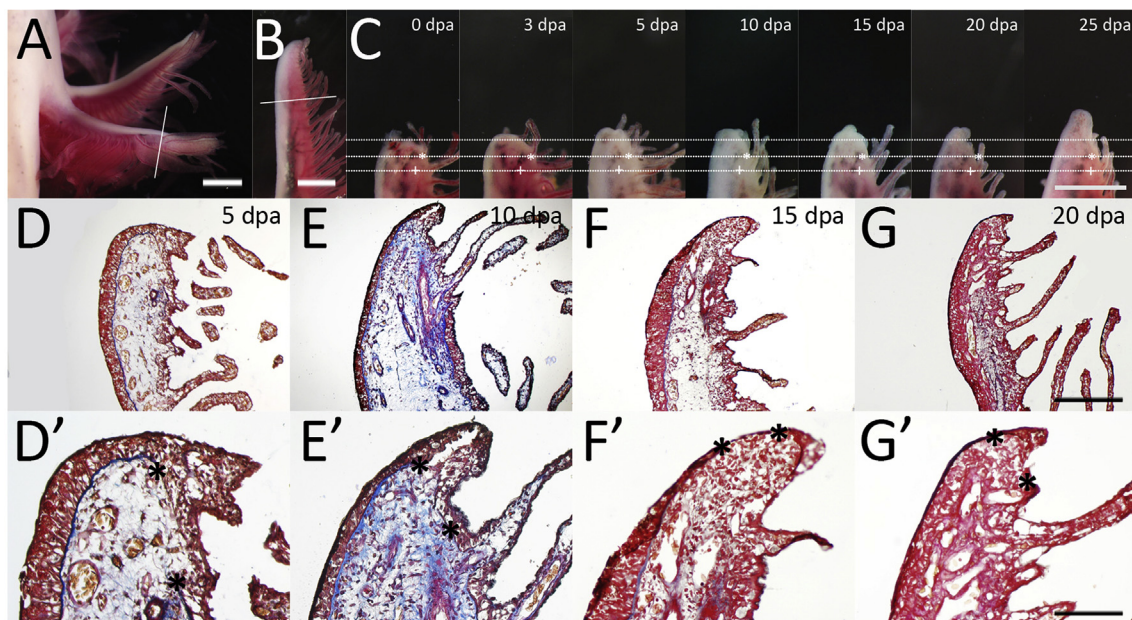 A
B
C
0 dpa
3 dpa
5 dpa
10 dpa
15 dpa
20 dpa
25 dpa
D
5 dpa
E
10 dpa
F
15 dpa
G
20 dpa
D’
E’
F’
G’